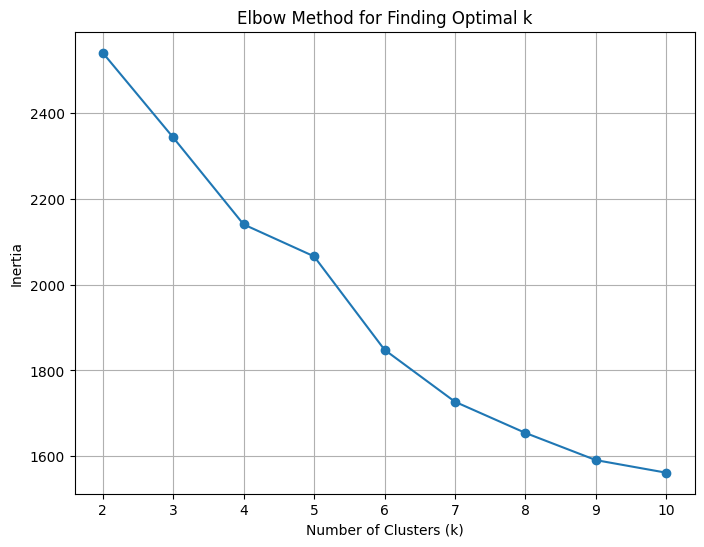 Elbow Method for Finding Optimal k
2400
2200
2000
1800
1600
Inertia
2 3 4 5 6 7 8 9 10
Number of Clusters (k)